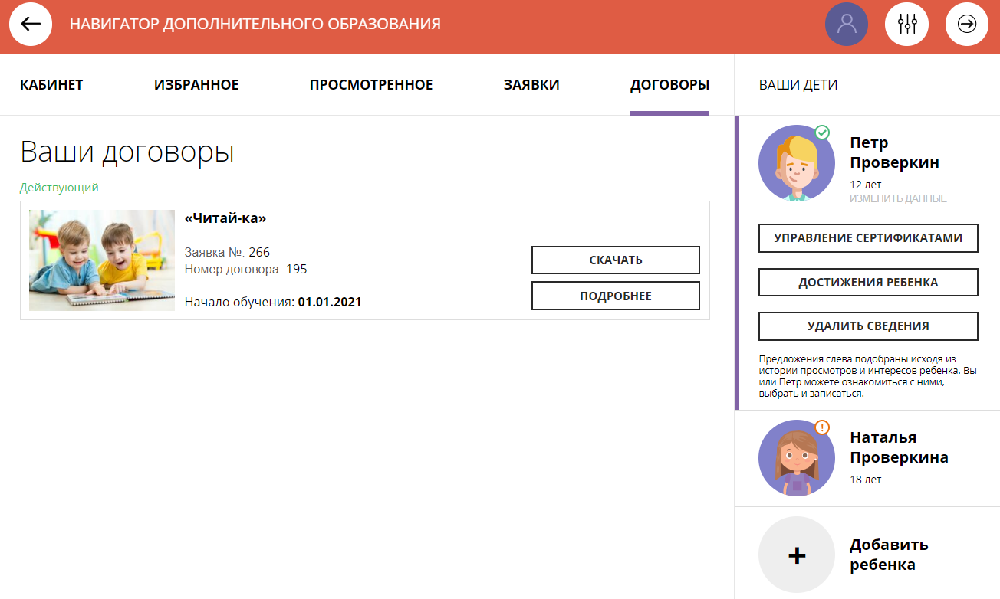 НАВИГАТОР ДОПОЛНИТЕЛЬНОГО ОБРАЗОВАНИЯ
КАБИНЕТ
ИЗБРАННОЕ
ПРОСМОТРЕННОЕ
ЗАЯВКИ
ДОГОВОРЫ
Ваши договоры
Действующий
«Читай-ка»
Заявка №: 266
Номер договора: 195
Начало обучения: 01.01.2021
СКАЧАТЬ
ПОДРОБНЕЕ
ВАШИ ДЕТИ
Петр
Проверкин
12 лет
ИЗМЕНИТЬ ДАННЫЕ
УПРАВЛЕНИЕ СЕРТИФИКАТАМИ
ДОСТИЖЕНИЯ РЕБЕНКА
УДАЛИТЬ СВЕДЕНИЯ
Предложения слева подобраны исходя из
истории просмотров и интересов ребенка. Вы
или Петр можете ознакомиться с ними,
выбрать и записаться.
Наталья
Проверкина
18 лет
Добавить
ребенка